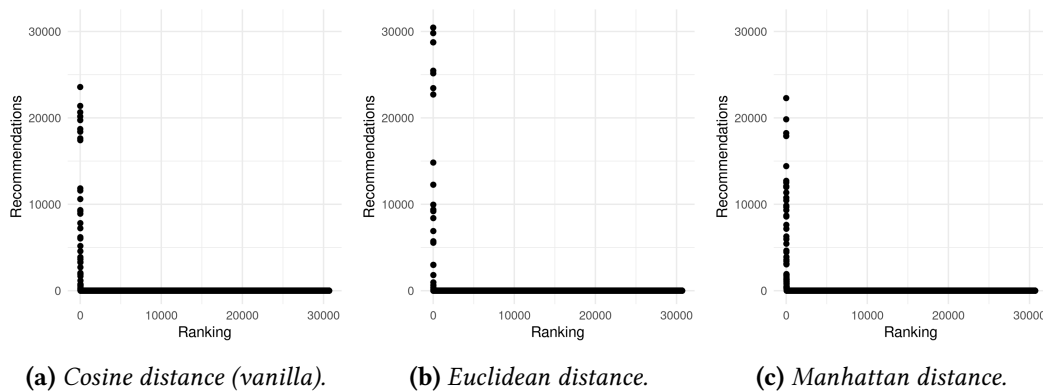 30000
20000
10000
0
Recommendations
0 10000 20000 30000
Ranking
(a) Cosine distance (vanilla).
30000
20000
10000
0
Recommendations
0 10000 20000 30000
Ranking
(b) Euclidean distance.
30000
20000
10000
0
Recommendations
0 10000 20000 30000
Ranking
(c) Manhattan distance.